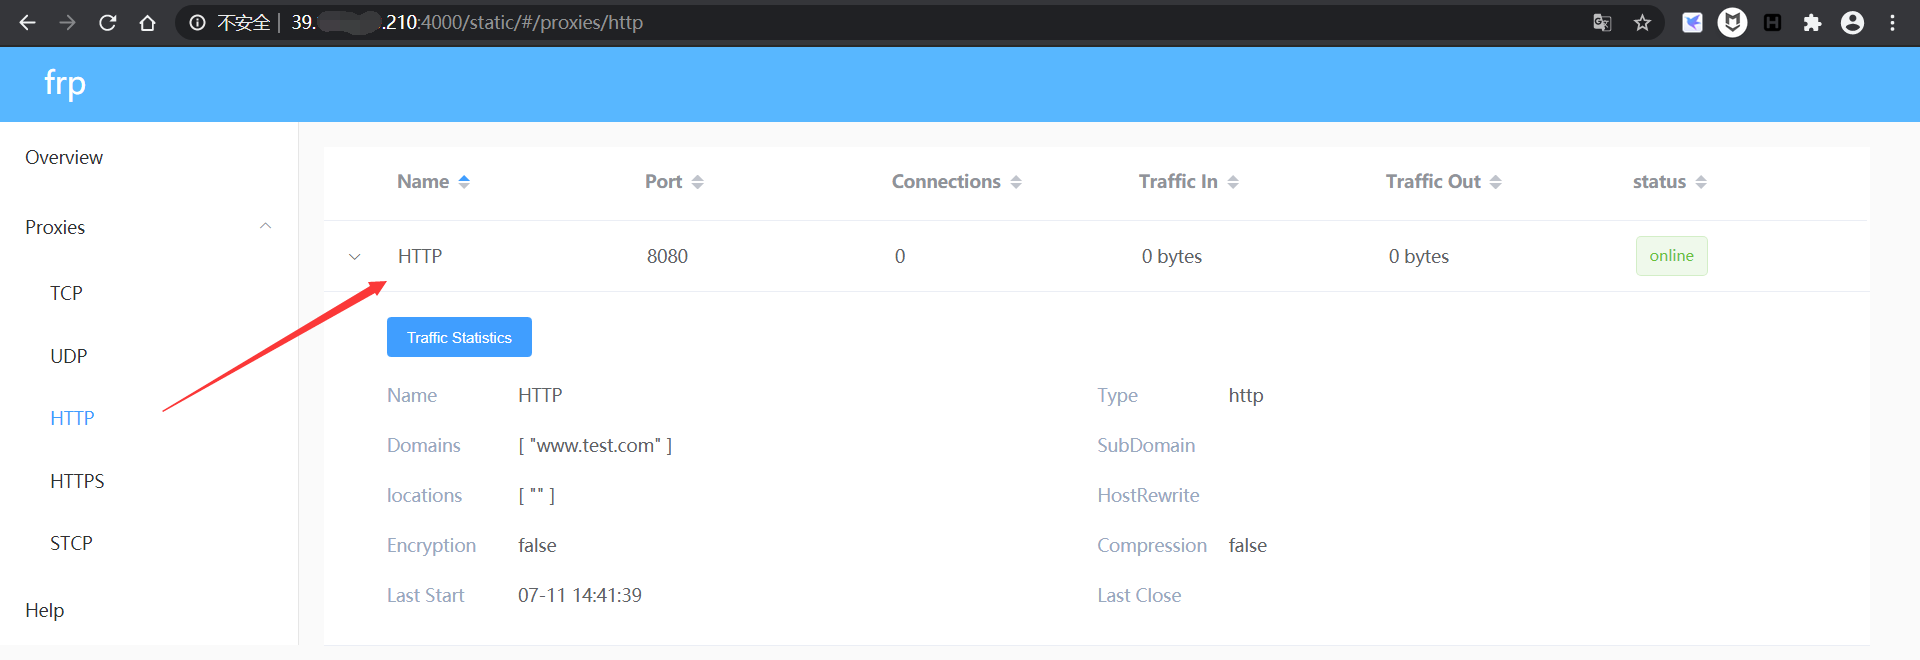 不安全 | 39. .210:4000/static/#/proxies/http
frp
Overview
Proxies
TCP
UDP
HTTP
HTTPS
STCP
Help
Name Port Connections Traffic In Traffic Out status
HTTP 8080 0 0 bytes 0 bytes online
Traffic Statistics
Name HTTP Type http
Domains [ "www.test.com" ] SubDomain
locations [ "" ] HostRewrite
Encryption false Compression false
Last Start 07-11 14:41:39 Last Close